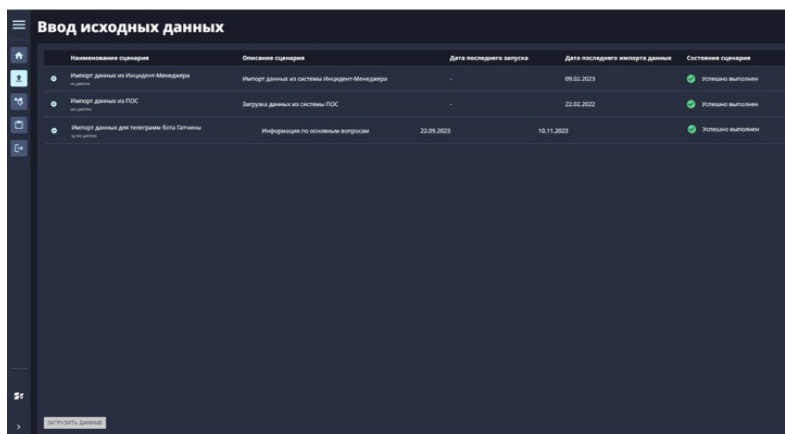 Ввод исходных данных
Наименование сценария Описание сценария Дата последнего запуска Дата последнего импорта данных Состояние сценария
Импорт данных из Инцидент-Менеджера Импорт данных из системы Инцидент-Менеджера - 09.02.2023 Успешно выполнен
Импорт данных из ПОС Загрузка данных из системы ПОС - 22.02.2022 Успешно выполнен
Импорт данных для телеграмм бота Гатчины Информация по основным вопросам 22.09.2023 10.11.2023 Успешно выполнен
ЗАГРУЗИТЬ ДАННЫЕ